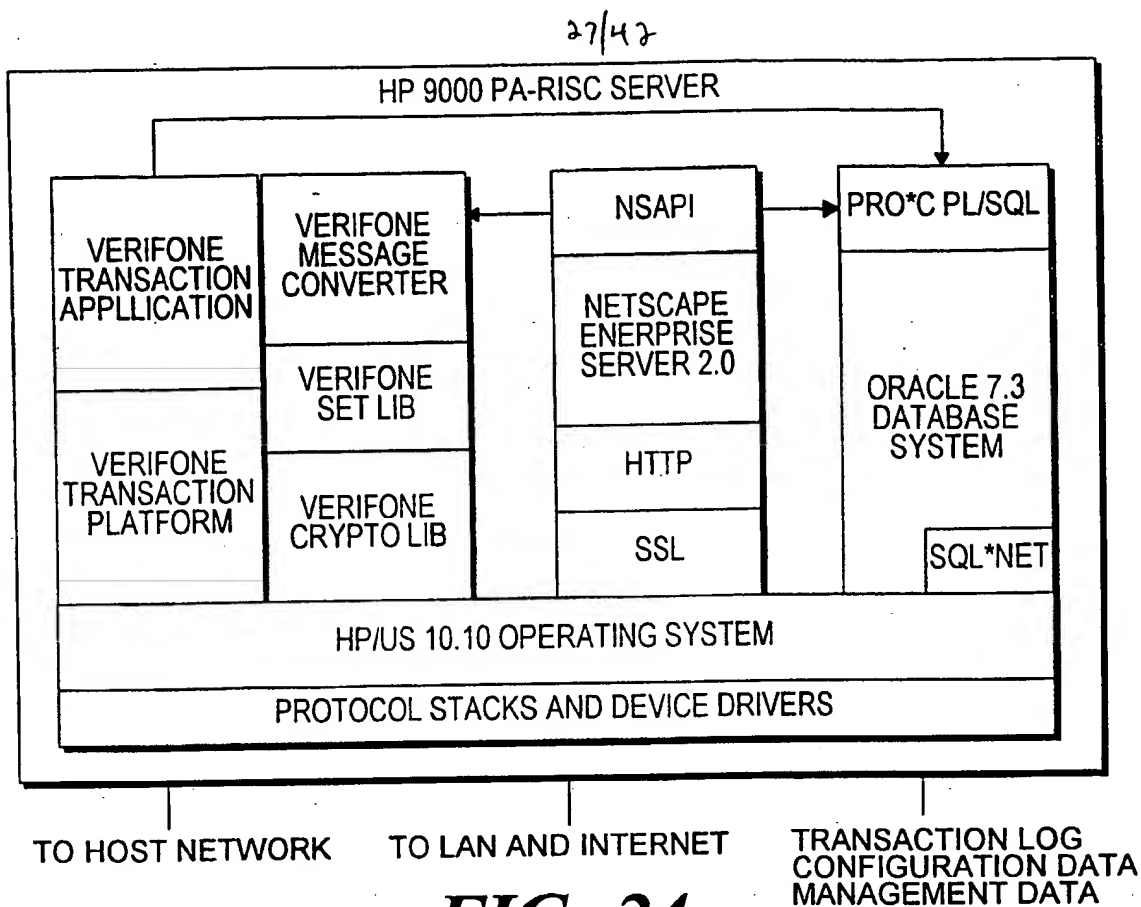 27/42
HP 9000 PA-RISC SERVER
VERIFONE
TRANSACTION
APPLLICATION
VERIFONE
TRANSACTION
PLATFORM
VERIFONE
MESSAGE
CONVERTER
VERIFONE
SET LIB
VERIFONE
CRYPTO LIB
NSAPI
NETSCAPE
ENERPRISE
SERVER 2.0
HTTP
SSL
PRO*C PL/SQL
ORACLE 7.3
DATABASE
SYSTEM
SQL*NET
HP/US 10.10 OPERATING SYSTEM
PROTOCOL STACKS AND DEVICE DRIVERS
TO HOST NETWORK
TO LAN AND INTERNET
TRANSACTION LOG
CONFIGURATION DATA
MANAGEMENT DATA
FIG. 24